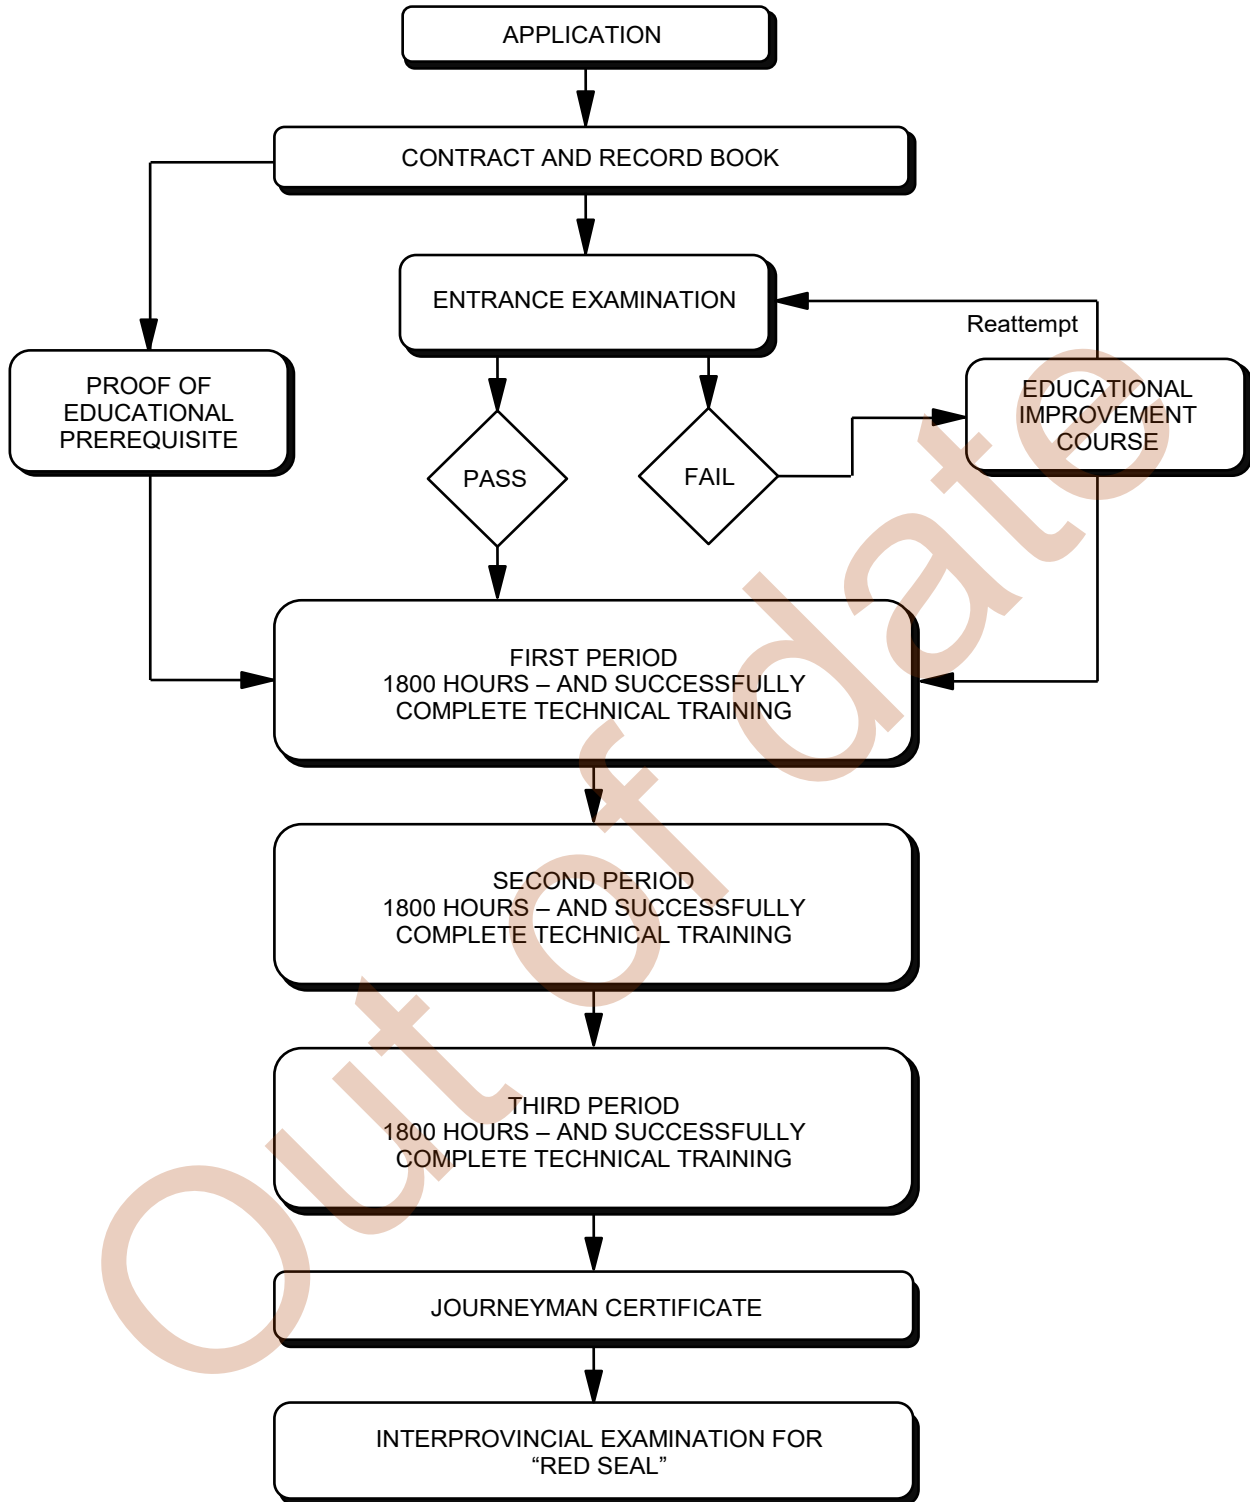 APPLICATION
CONTRACT AND RECORD BOOK
ENTRANCE EXAMINATION
Reattempt
PROOF OF
EDUCATIONAL
PREREQUISITE
EDUCATIONAL
IMPROVEMENT
COURSE
PASS
FAIL
FIRST PERIOD
1800 HOURS – AND SUCCESSFULLY
COMPLETE TECHNICAL TRAINING
SECOND PERIOD
1800 HOURS – AND SUCCESSFULLY
COMPLETE TECHNICAL TRAINING
THIRD PERIOD
1800 HOURS – AND SUCCESSFULLY
COMPLETE TECHNICAL TRAINING
JOURNEYMAN CERTIFICATE
INTERPROVINCIAL EXAMINATION FOR
“RED SEAL”
Out of date